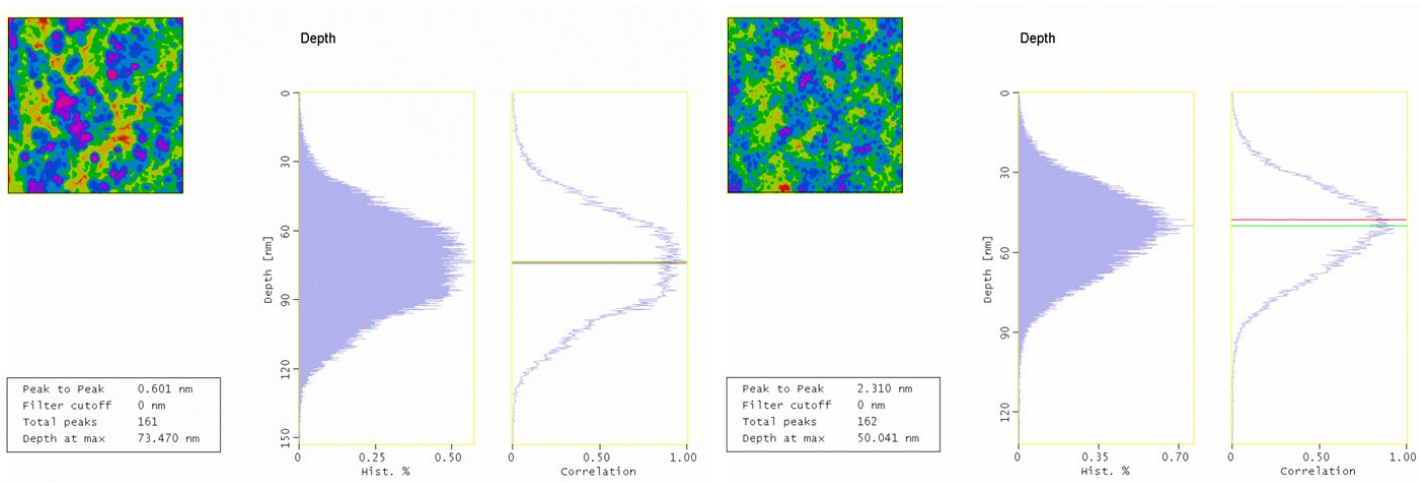 Depth
0
30
60
90
120
150
Depth [nm]
0
0.25
0.50
Hist. %
0
0.50
1.00
Correlation
Peak to Peak 0.601 nm
Filter cutoff 0 nm
Total peaks 161
Depth at max 73.470 nm
Depth
0
30
60
90
120
Depth [nm]
0
0.35
0.70
Hist. %
0
0.50
1.00
Correlation
Peak to Peak 2.310 nm
Filter cutoff 0 nm
Total peaks 162
Depth at max 50.041 nm